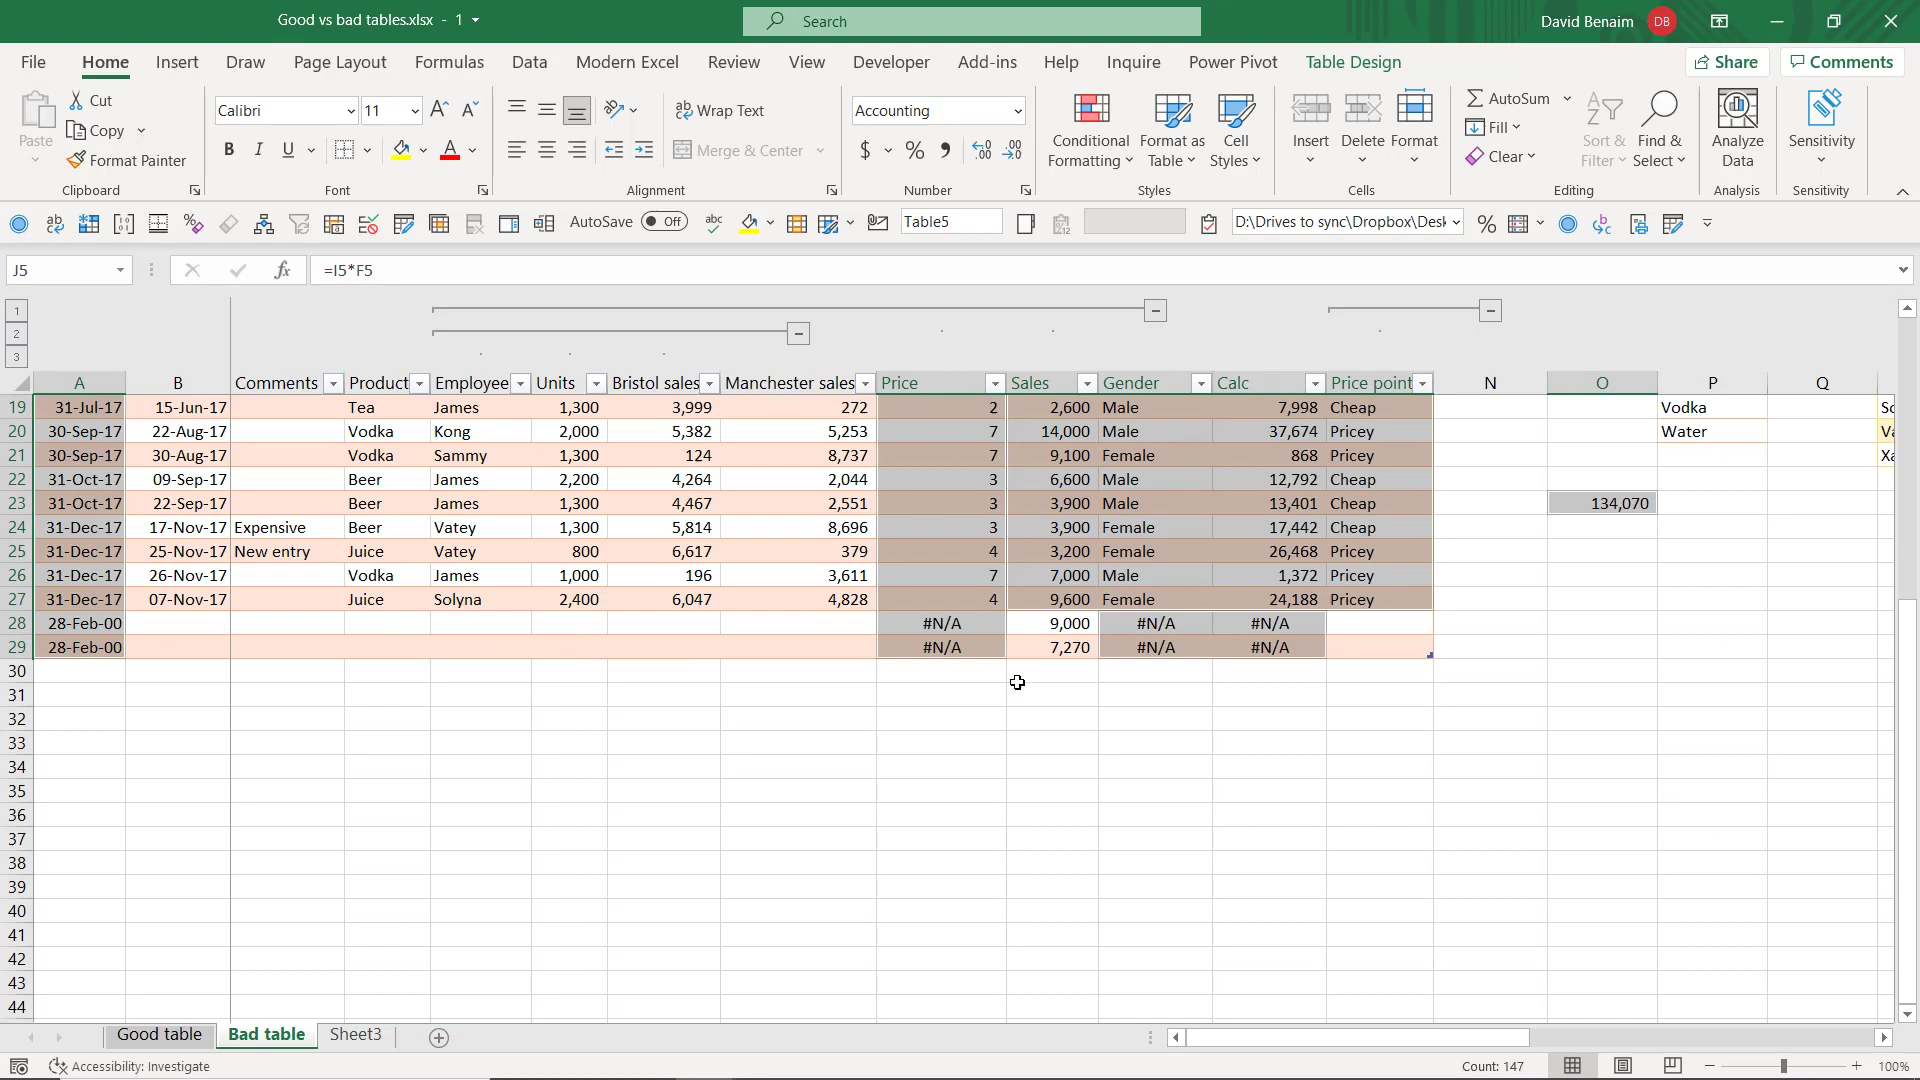 Good vs bad tables.xlsx - 1
Search
David Benaim DB
File Home Insert Draw Page Layout Formulas Data Modern Excel Review View Developer Add-ins Help Inquire Power Pivot Table Design Share Comments
Paste
Cut
Copy
Format Painter
Clipboard
Calibri 11 A^ A
B I U A
Font
ab Wrap Text
Merge & Center
Alignment
Accounting
$ % , .00
Number
Conditional Formatting
Format as Table
Cell Styles
Styles
Insert Delete Format
Cells
AutoSum
Fill
Clear
Sort & Filter
Find & Select
Editing
Analyze Data
Analysis
Sensitivity
Sensitivity
AutoSave Off abc Table5 D:\Drives to sync\Dropbox\Desk %
J5 fx =I5*F5
1
2
3
A B Comments Product Employee Units Bristol sales Manchester sales Price Sales Gender Calc Price point N O P Q
19 31-Jul-17 15-Jun-17 Tea James 1,300 3,999 272 2 2,600 Male 7,998 Cheap Vodka Sc
20 30-Sep-17 22-Aug-17 Vodka Kong 2,000 5,382 5,253 7 14,000 Male 37,674 Pricey Water Va
21 30-Sep-17 30-Aug-17 Vodka Sammy 1,300 124 8,737 7 9,100 Female 868 Pricey Xa
22 31-Oct-17 09-Sep-17 Beer James 2,200 4,264 2,044 3 6,600 Male 12,792 Cheap
23 31-Oct-17 22-Sep-17 Beer James 1,300 4,467 2,551 3 3,900 Male 13,401 Cheap 134,070
24 31-Dec-17 17-Nov-17 Expensive Beer Vatey 1,300 5,814 8,696 3 3,900 Female 17,442 Cheap
25 31-Dec-17 25-Nov-17 New entry Juice Vatey 800 6,617 379 4 3,200 Female 26,468 Pricey
26 31-Dec-17 26-Nov-17 Vodka James 1,000 196 3,611 7 7,000 Male 1,372 Pricey
27 31-Dec-17 07-Nov-17 Juice Solyna 2,400 6,047 4,828 4 9,600 Female 24,188 Pricey
28 28-Feb-00 #N/A 9,000 #N/A #N/A
29 28-Feb-00 #N/A 7,270 #N/A #N/A
30
31
32
33
34
35
36
37
38
39
40
41
42
43
44
Good table Bad table Sheet3
Accessibility: Investigate Count: 147 100%